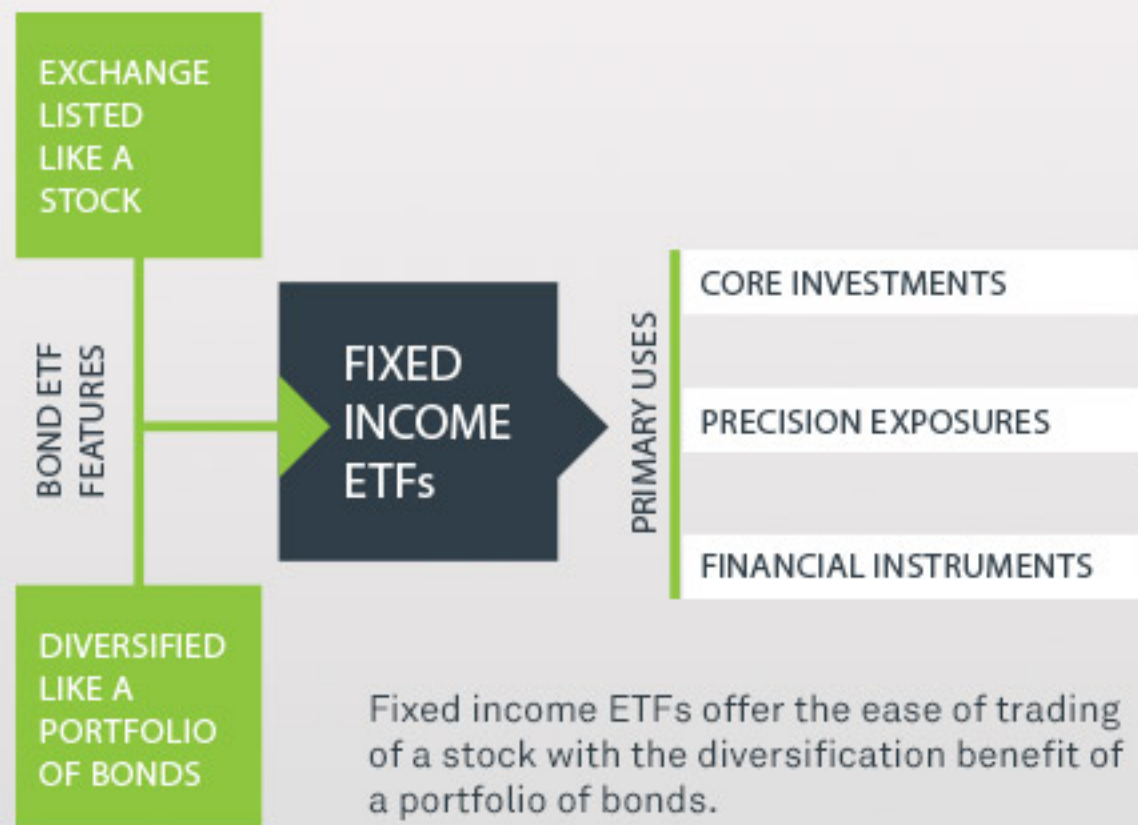 EXCHANGE
LISTED
LIKE A
STOCK
BOND ETF
FEATURES
DIVERSIFIED
LIKE A
PORTFOLIO
OF BONDS
FIXED
INCOME
ETFs
PRIMARY USES
CORE INVESTMENTS
PRECISION EXPOSURES
FINANCIAL INSTRUMENTS
Fixed income ETFs offer the ease of trading
of a stock with the diversification benefit of
a portfolio of bonds.